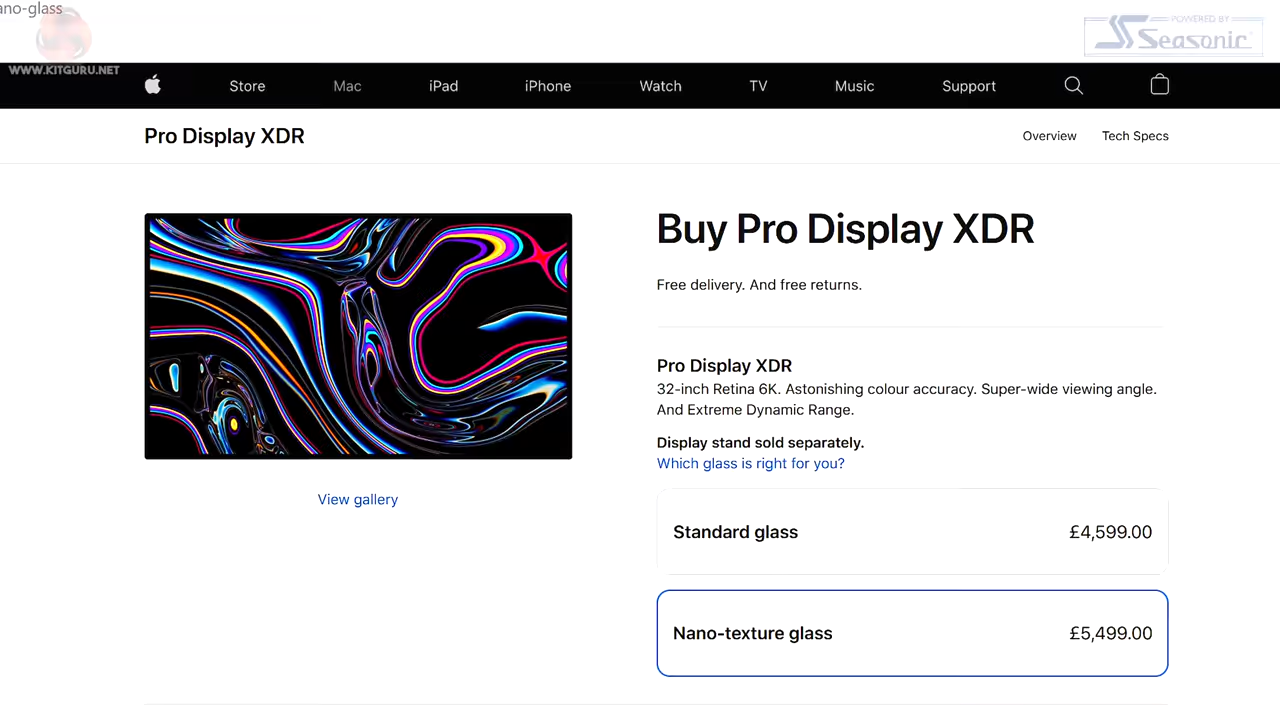 ano-glass
POWERED BY
Seasonic
WWW.KITGURU.NET
Store Mac iPad iPhone Watch TV Music Support
Pro Display XDR
Overview Tech Specs
Buy Pro Display XDR
Free delivery. And free returns.
Pro Display XDR
32-inch Retina 6K. Astonishing colour accuracy. Super-wide viewing angle.
And Extreme Dynamic Range.
Display stand sold separately.
Which glass is right for you?
View gallery
Standard glass £4,599.00
Nano-texture glass £5,499.00